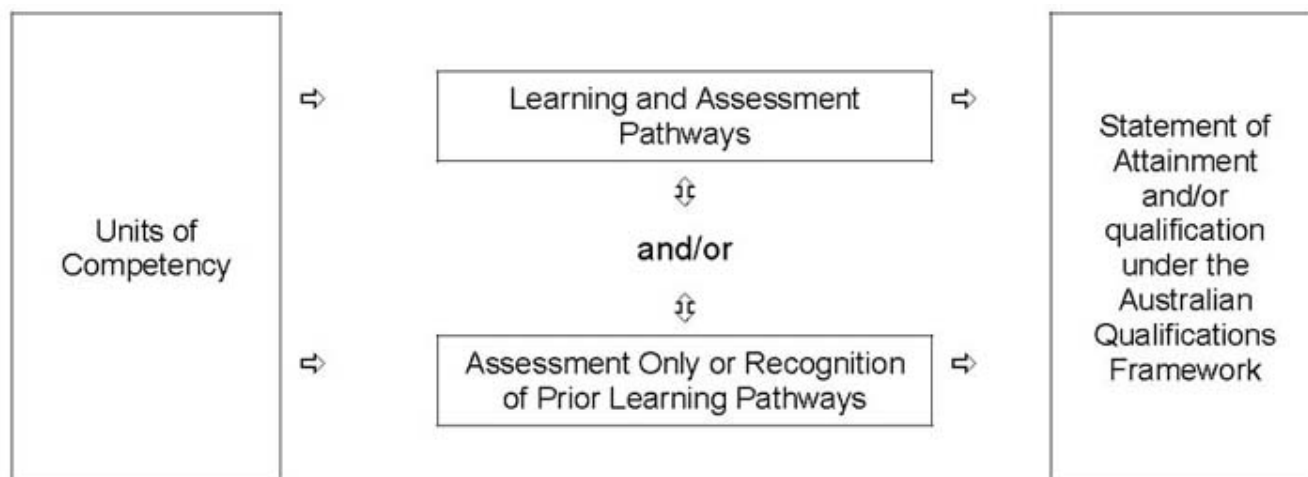 Units of
Competency
Learning and Assessment
Pathways
and/or
Assessment Only or Recognition
of Prior Learning Pathways
Statement of
Attainment
and/or
qualification
under the
Australian
Qualifications
Framework